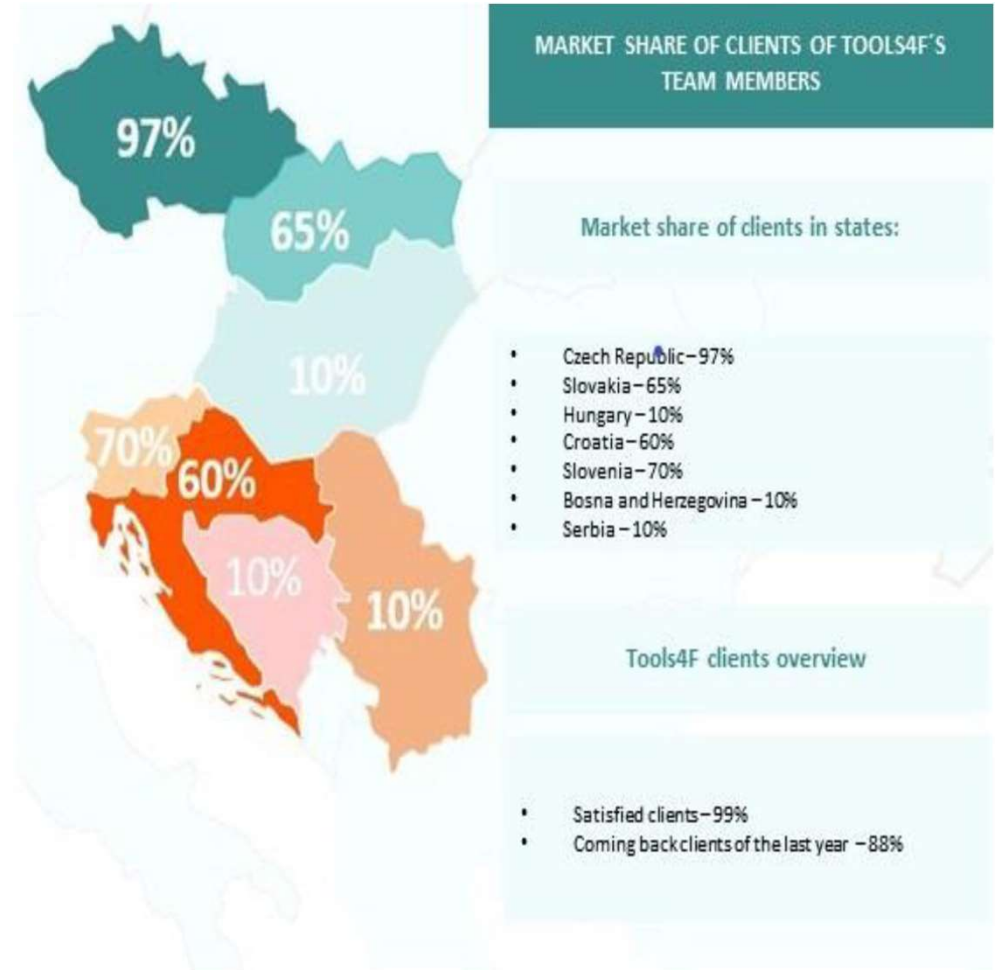 MARKET SHARE OF CLIENTS OF TOOLS4F´S
TEAM MEMBERS
97%
65%
10%
70%
60%
10%
10%
Market share of clients in states:
• Czech Republic – 97%
• Slovakia – 65%
• Hungary – 10%
• Croatia – 60%
• Slovenia – 70%
• Bosna and Herzegovina – 10%
• Serbia – 10%
Tools4F clients overview
• Satisfied clients – 99%
• Coming back clients of the last year – 88%